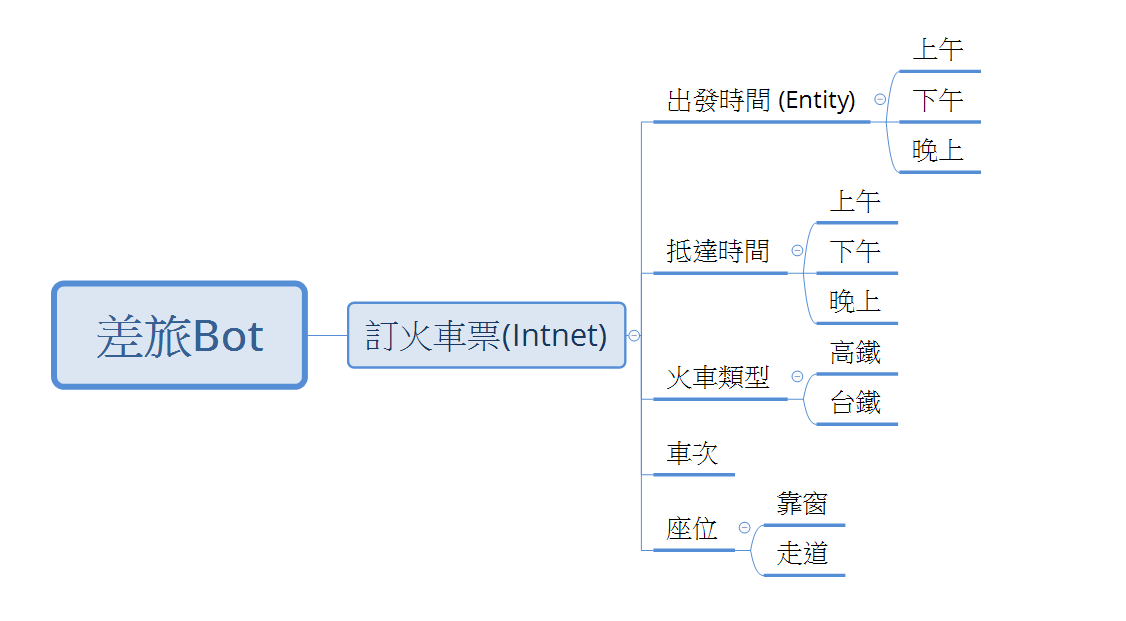 差旅Bot
訂火車票(Intnet)
出發時間 (Entity)
上午
下午
晚上
抵達時間
上午
下午
晚上
火車類型
高鐵
台鐵
車次
座位
靠窗
走道